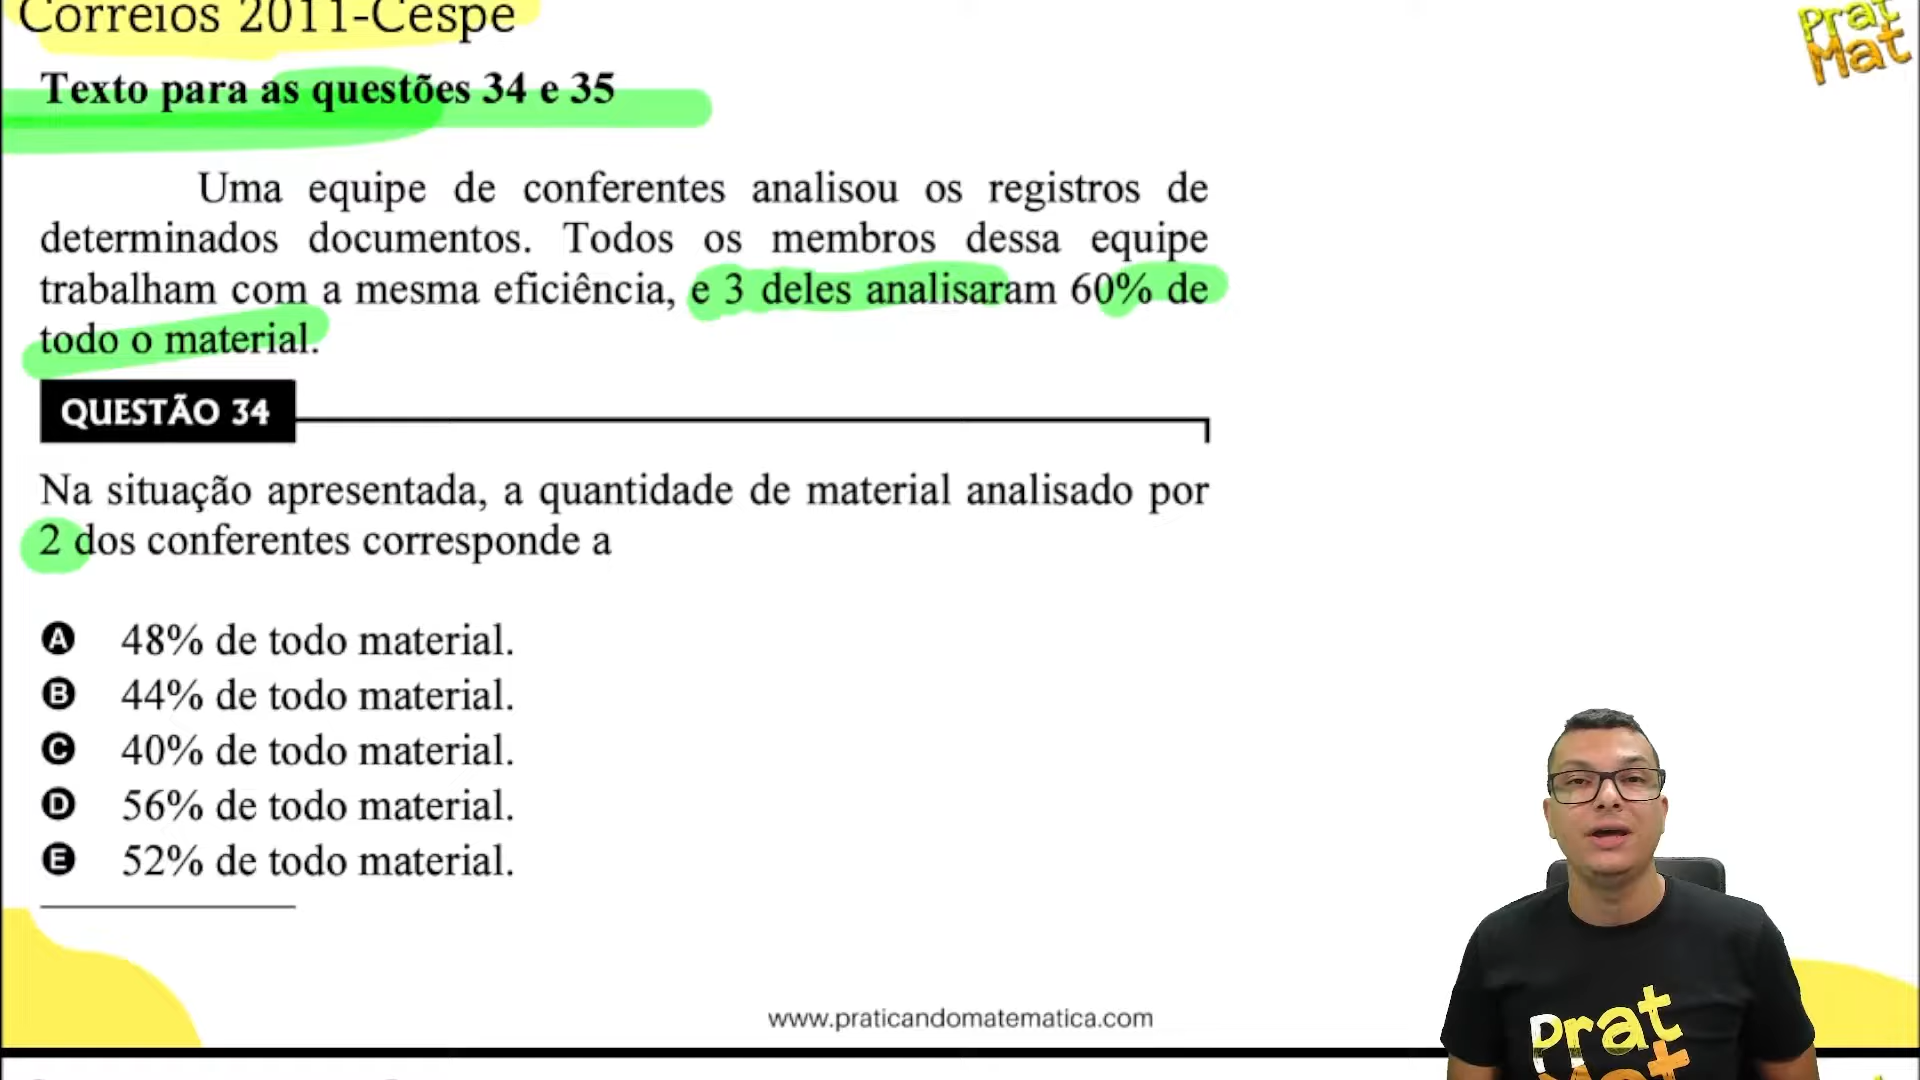 Correios 2011-Cespe
Prat
Mat
Texto para as questões 34 e 35
Uma equipe de conferentes analisou os registros de
determinados documentos. Todos os membros dessa equipe
trabalham com a mesma eficiência, e 3 deles analisaram 60% de
todo o material.
QUESTÃO 34
Na situação apresentada, a quantidade de material analisado por
2 dos conferentes corresponde a
A 48% de todo material.
B 44% de todo material.
C 40% de todo material.
D 56% de todo material.
E 52% de todo material.
www.praticandomatematica.com
Prat
Mat